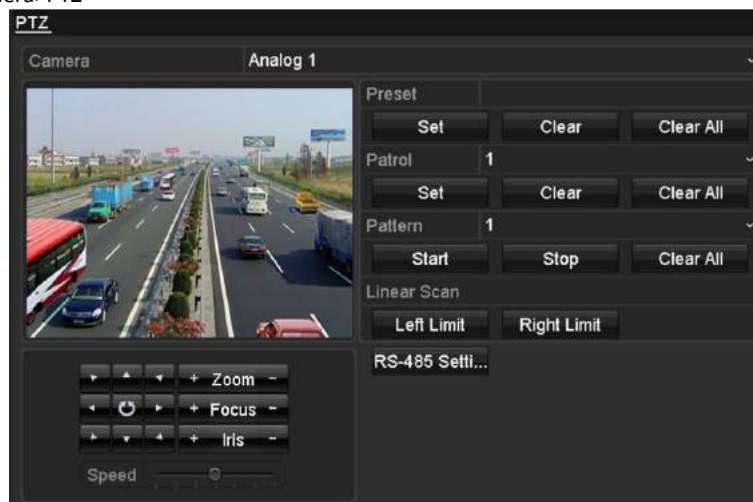 PTZ
Camera Analog 1
Preset
Set Clear Clear All
Patrol 1
Set Clear Clear All
Pattern 1
Start Stop Clear All
Linear Scan
Left Limit Right Limit
RS-485 Setti...
+ Zoom -
+ Focus -
+ Iris -
Speed